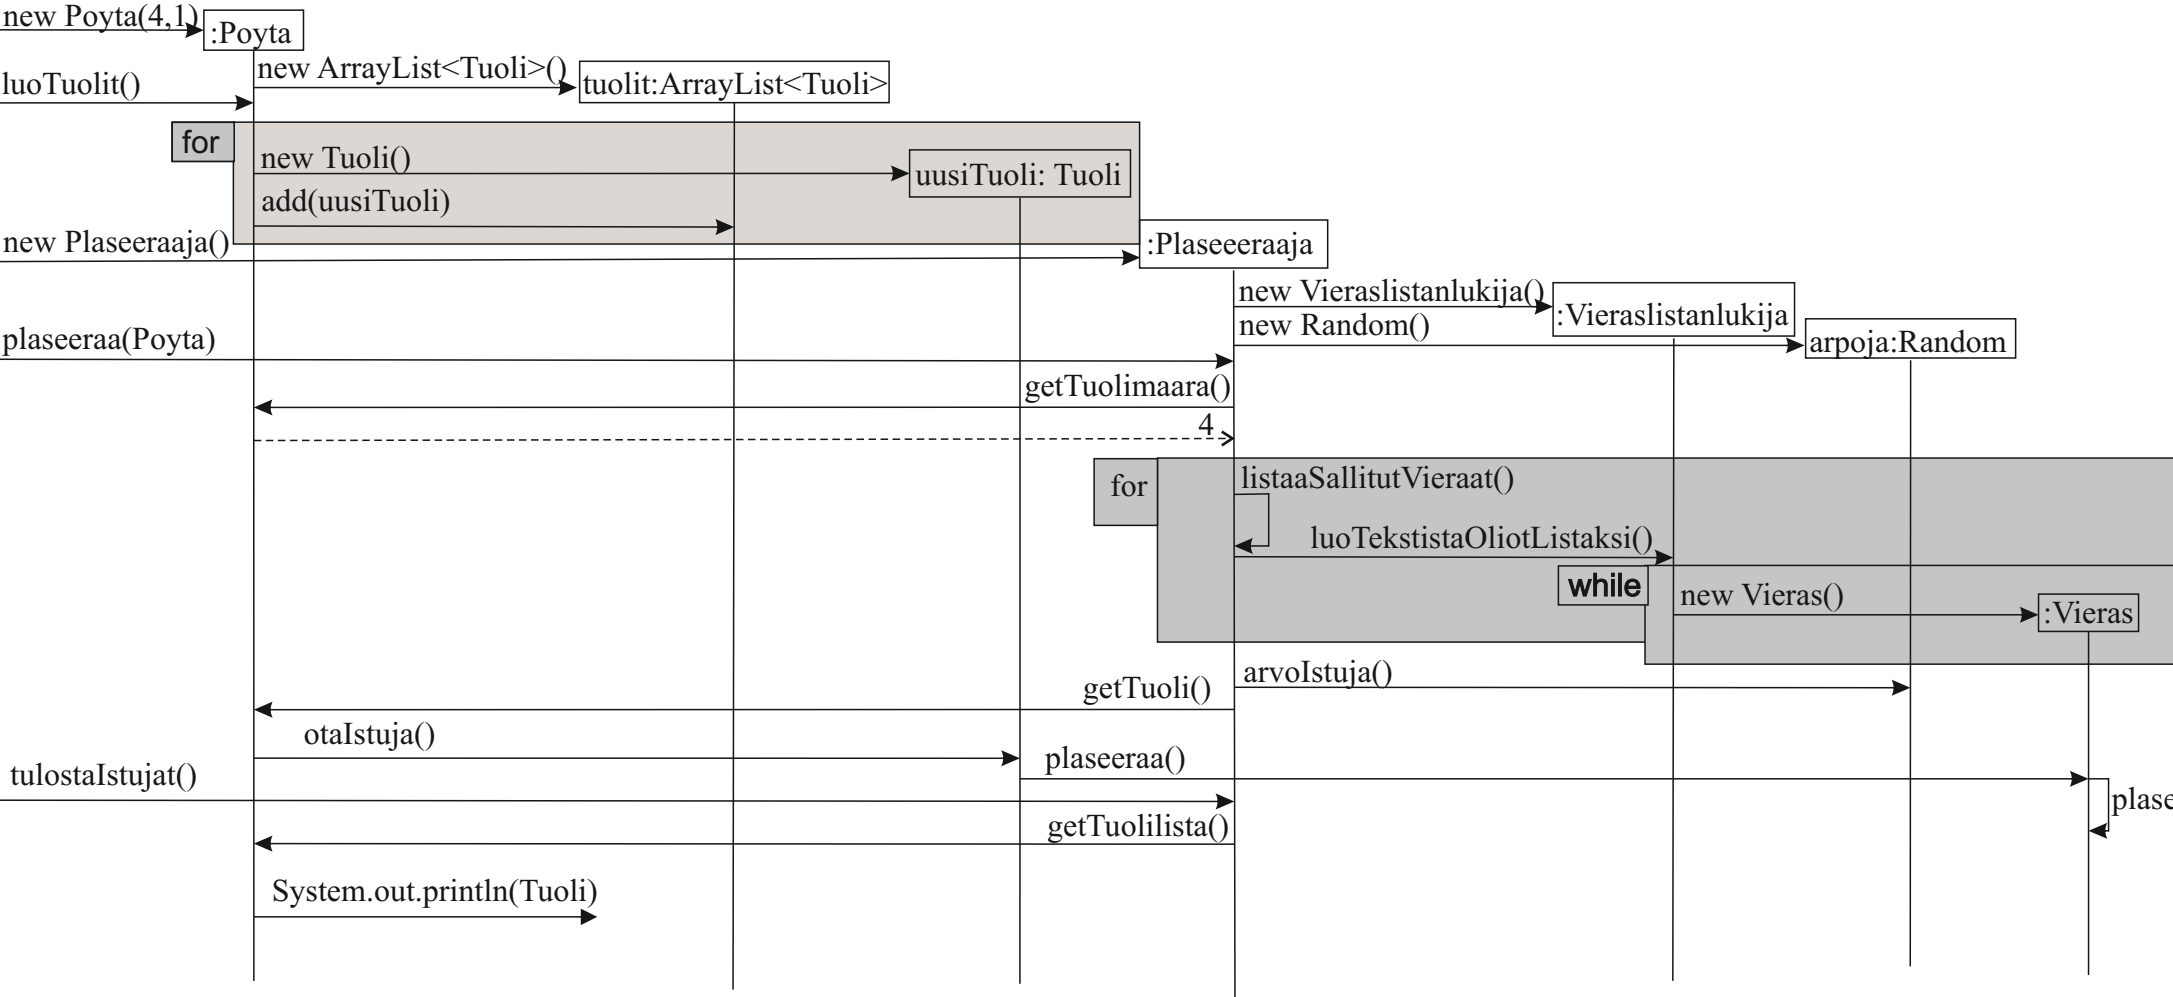 new Poyta(4,1)
:Poyta
new ArrayList<Tuoli>()
tuolit:ArrayList<Tuoli>
luoTuolit()
for
new Tuoli()
uusiTuoli: Tuoli
add(uusiTuoli)
new Plaseeraaja()
:Plaseeeraaja
new Vieraslistanlukija()
:Vieraslistanlukija
new Random()
arpoja:Random
plaseeraa(Poyta)
getTuolimaara()
4
for
listaaSallitutVieraat()
luoTekstistaOliotListaksi()
while
new Vieras()
:Vieras
arvoIstuja()
getTuoli()
otaIstuja()
plaseeraa()
tulostaIstujat()
plase
getTuolilista()
System.out.println(Tuoli)